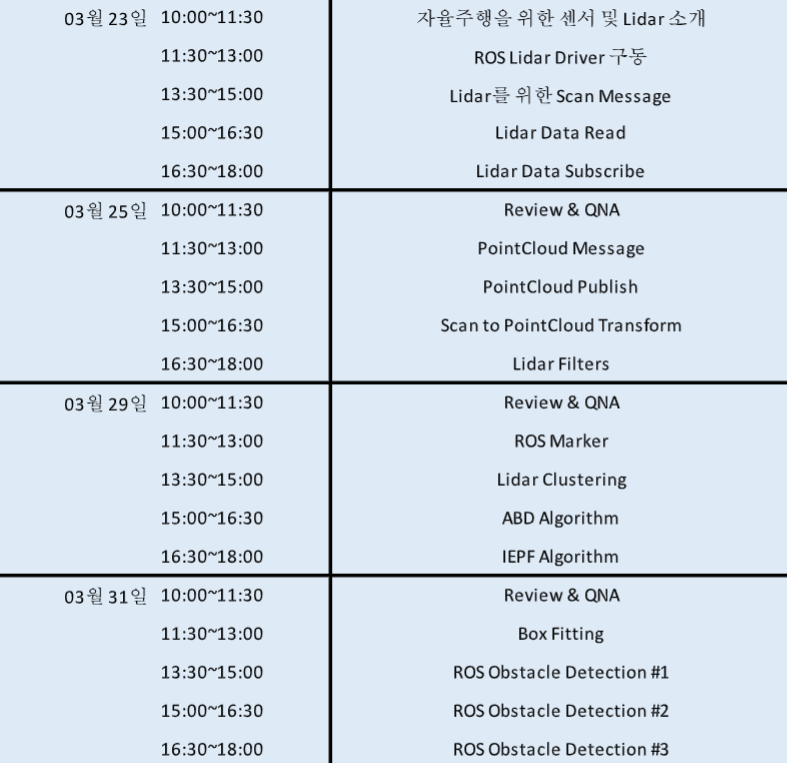 03월 23일 10:00~11:30 자율주행을 위한 센서 및 Lidar 소개
11:30~13:00 ROS Lidar Driver 구동
13:30~15:00 Lidar를 위한 Scan Message
15:00~16:30 Lidar Data Read
16:30~18:00 Lidar Data Subscribe
03월 25일 10:00~11:30 Review & QNA
11:30~13:00 PointCloud Message
13:30~15:00 PointCloud Publish
15:00~16:30 Scan to PointCloud Transform
16:30~18:00 Lidar Filters
03월 29일 10:00~11:30 Review & QNA
11:30~13:00 ROS Marker
13:30~15:00 Lidar Clustering
15:00~16:30 ABD Algorithm
16:30~18:00 IEPF Algorithm
03월 31일 10:00~11:30 Review & QNA
11:30~13:00 Box Fitting
13:30~15:00 ROS Obstacle Detection #1
15:00~16:30 ROS Obstacle Detection #2
16:30~18:00 ROS Obstacle Detection #3